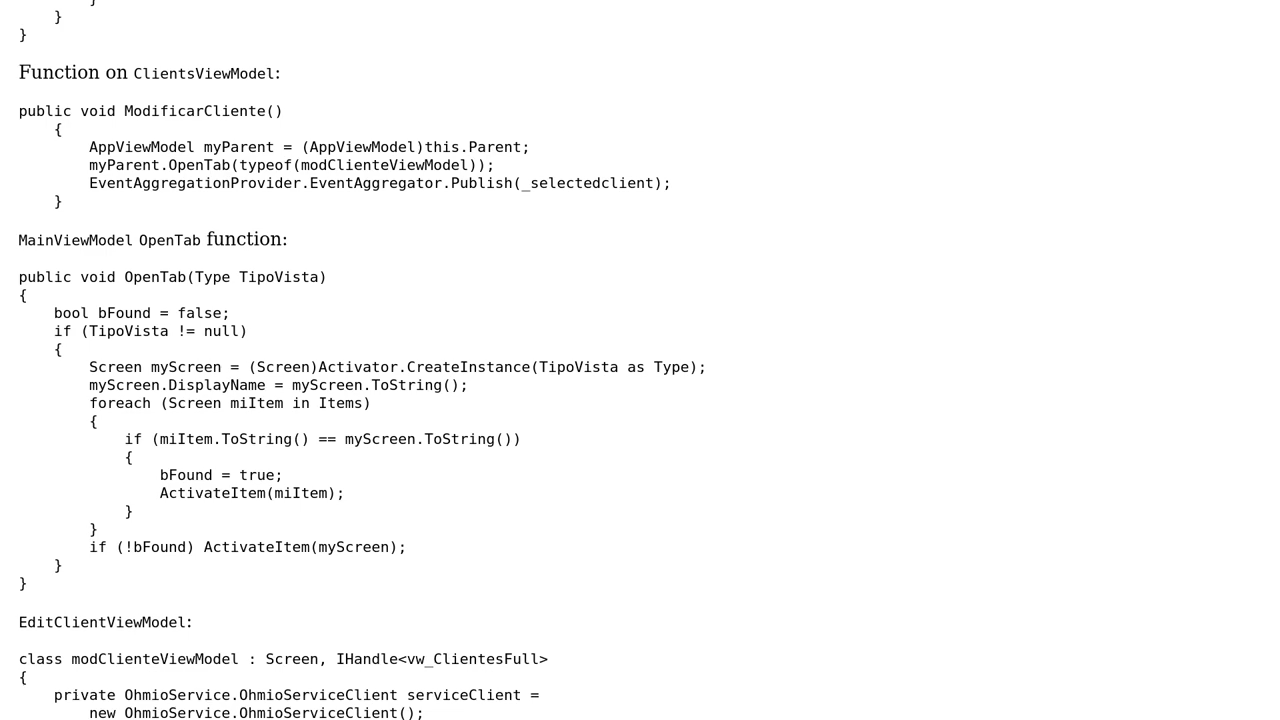 }
}
}
Function on ClientsViewModel:
public void ModificarCliente()
{
AppViewModel myParent = (AppViewModel)this.Parent;
myParent.OpenTab(typeof(modClienteViewModel));
EventAggregationProvider.EventAggregator.Publish(_selectedclient);
}
MainViewModel OpenTab function:
public void OpenTab(Type TipoVista)
{
bool bFound = false;
if (TipoVista != null)
{
Screen myScreen = (Screen)Activator.CreateInstance(TipoVista as Type);
myScreen.DisplayName = myScreen.ToString();
foreach (Screen miItem in Items)
{
if (miItem.ToString() == myScreen.ToString())
{
bFound = true;
ActivateItem(miItem);
}
}
if (!bFound) ActivateItem(myScreen);
}
}
EditClientViewModel:
class modClienteViewModel : Screen, IHandle<vw_ClientesFull>
{
private OhmioService.OhmioServiceClient serviceClient =
new OhmioService.OhmioServiceClient();